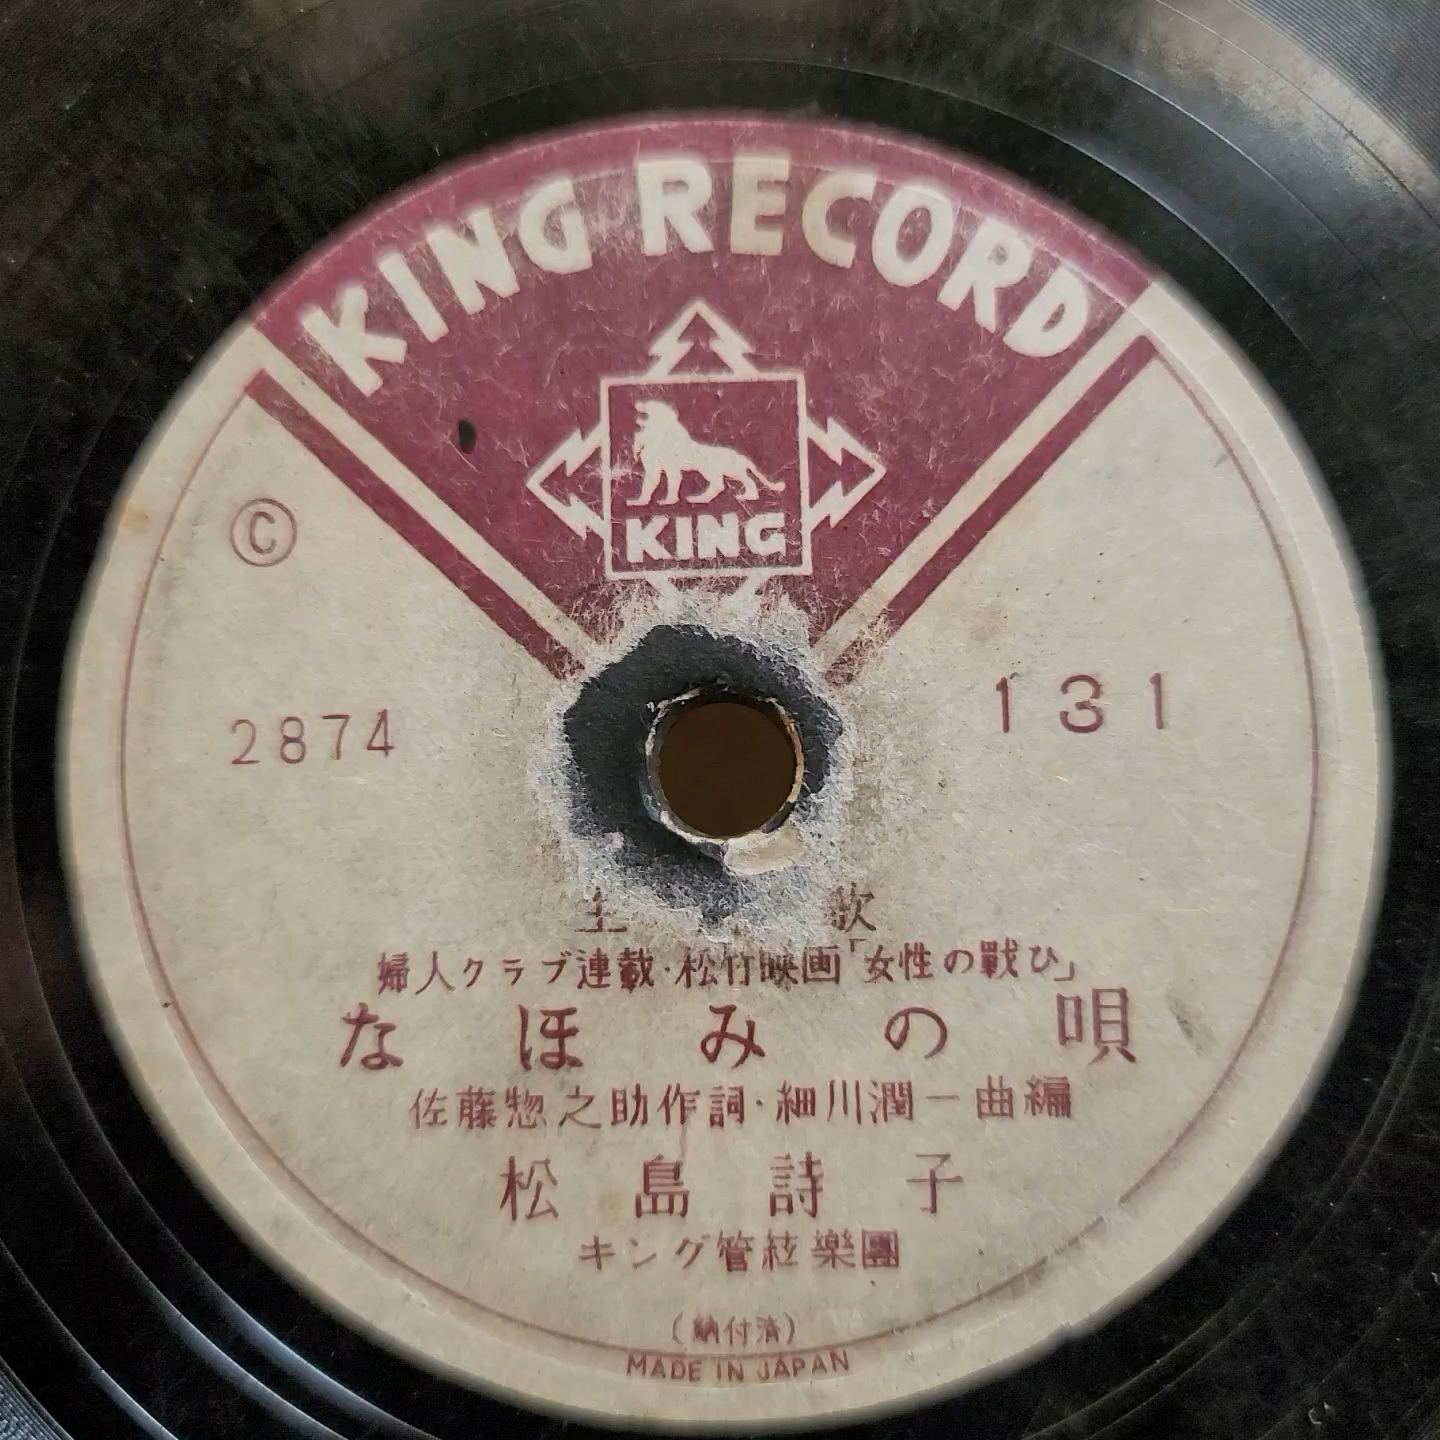 KING RECORD
KING
©
2874
131
主 歌
婦人クラブ連載・松竹映画「女性の戰ひ」
なほみの唄
佐藤惣之助作詞・細川潤一曲編
松島詩子
キング管絃樂團
(納付済)
MADE IN JAPAN